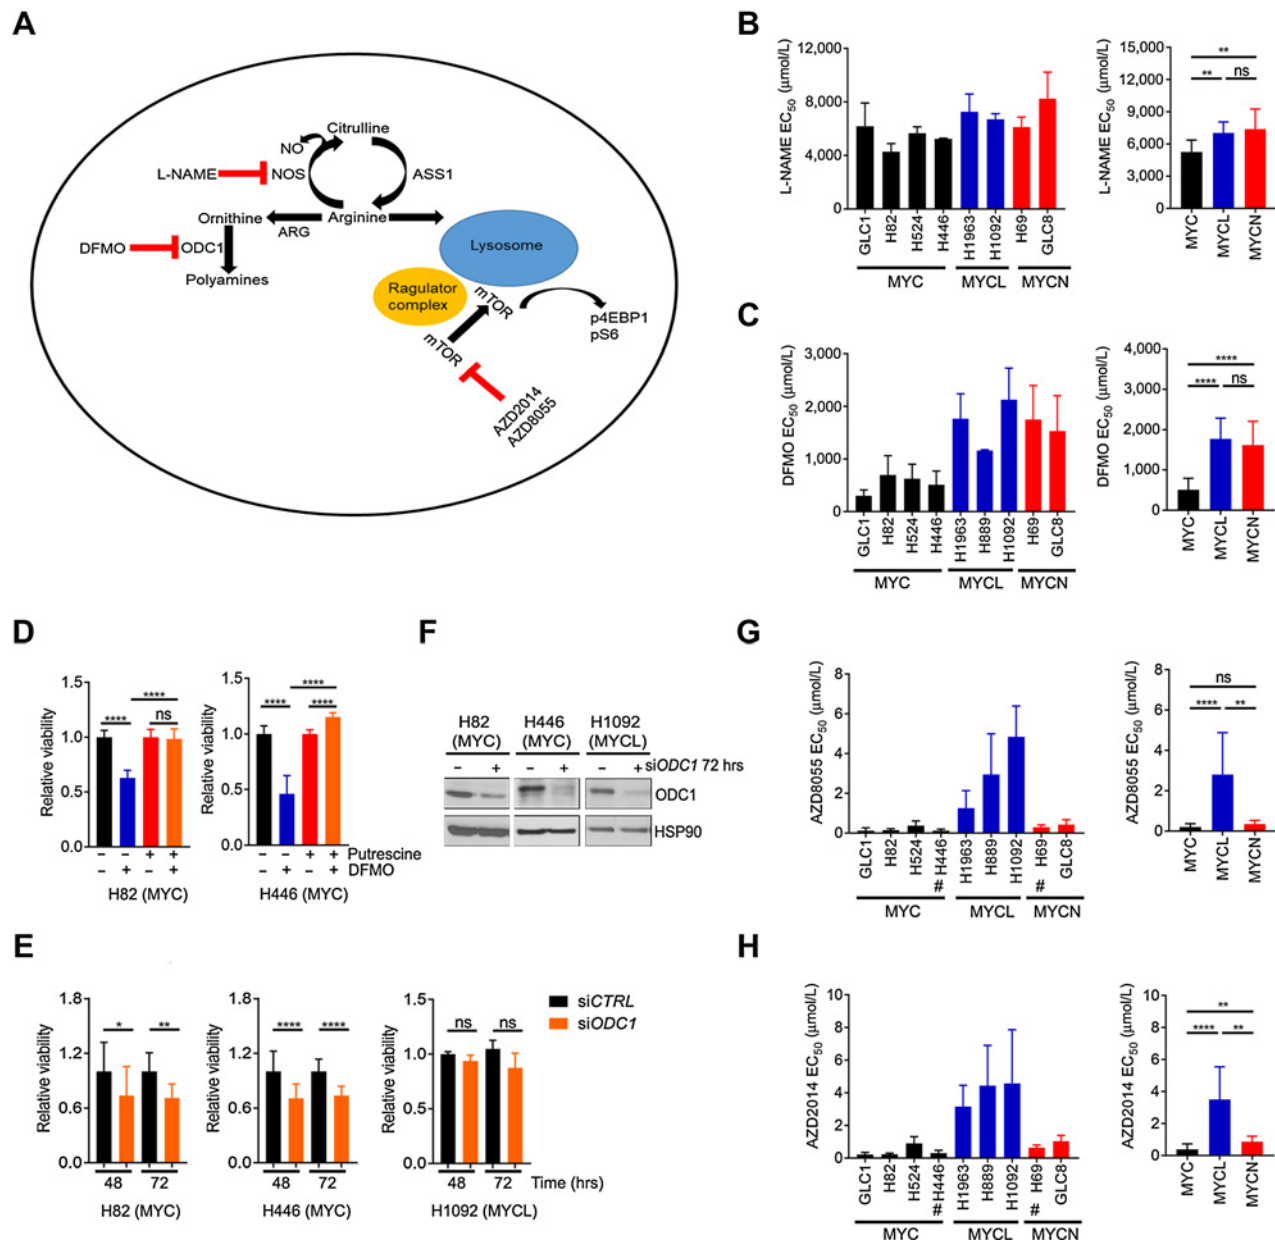 A
Citrulline
NO
L-NAME
NOS
ASS1
Ornithine
Arginine
ARG
DFMO
ODC1
Polyamines
Lysosome
Ragulator
complex
mTOR
mTOR
p4EBP1
pS6
AZD2014
AZD8055
B
L-NAME EC50 (µmol/L)
12,000
8,000
4,000
0
GLC1
H82
H524
H446
H1963
H1092
H69
GLC8
MYC
MYCL
MYCN
L-NAME EC50 (µmol/L)
15,000
12,000
9,000
6,000
3,000
0
**
**
ns
MYC
MYCL
MYCN
C
DFMO EC50 (µmol/L)
3,000
2,000
1,000
0
GLC1
H82
H524
H446
H1963
H889
H1092
H69
GLC8
MYC
MYCL
MYCN
DFMO EC50 (µmol/L)
4,000
3,000
2,000
1,000
0
****
****
ns
MYC
MYCL
MYCN
D
Relative viability
1.5
1.0
0.5
0.0
****
****
ns
– – + +
– + – +
H82 (MYC)
Relative viability
1.5
1.0
0.5
0.0
****
****
****
– – + + Putrescine
– + – + DFMO
H446 (MYC)
E
Relative viability
1.8
1.2
0.6
0.0
*
**
48 72
H82 (MYC)
Relative viability
1.8
1.2
0.6
0.0
****
****
48 72
H446 (MYC)
Relative viability
1.5
1.0
0.5
0.0
ns
ns
48 72 Time (hrs)
H1092 (MYCL)
siCTRL
siODC1
F
H82 H446 H1092
(MYC) (MYC) (MYCL)
– + – + – + siODC1 72 hrs
ODC1
HSP90
G
AZD8055 EC50 (µmol/L)
8
6
4
2
0
GLC1
H82
H524
# H446
H1963
H889
H1092
# H69
GLC8
MYC
MYCL
MYCN
AZD8055 EC50 (µmol/L)
8
6
4
2
0
ns
****
**
MYC
MYCL
MYCN
H
AZD2014 EC50 (µmol/L)
10
8
6
4
2
0
GLC1
H82
H524
# H446
H1963
H889
H1092
# H69
GLC8
MYC
MYCL
MYCN
AZD2014 EC50 (µmol/L)
10
8
6
4
2
0
**
****
**
MYC
MYCL
MYCN